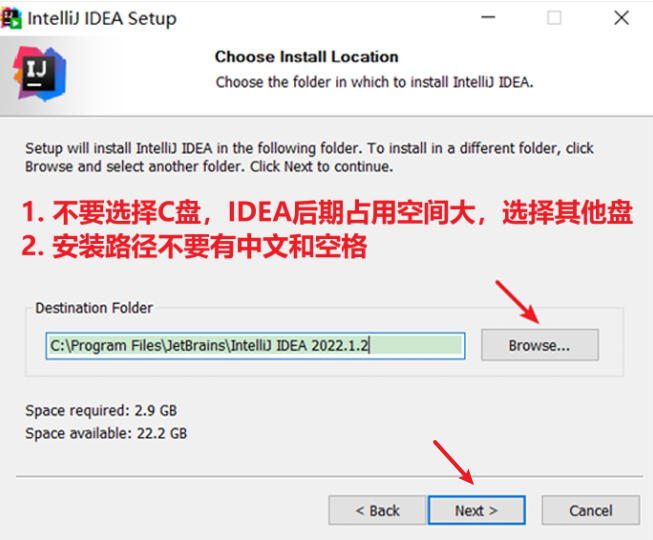 IntelliJ IDEA Setup
IJ
Choose Install Location
Choose the folder in which to install IntelliJ IDEA.
Setup will install IntelliJ IDEA in the following folder. To install in a different folder, click
Browse and select another folder. Click Next to continue.
1. 不要选择C盘，IDEA后期占用空间大，选择其他盘
2. 安装路径不要有中文和空格
Destination Folder
C:\Program Files\JetBrains\IntelliJ IDEA 2022.1.2
Browse...
Space required: 2.9 GB
Space available: 22.2 GB
< Back
Next >
Cancel